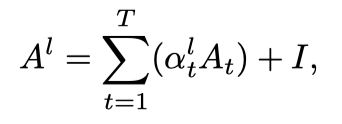 $$A^l = \sum_{t=1}^{T} (\alpha_t^l A_t) + I,$$